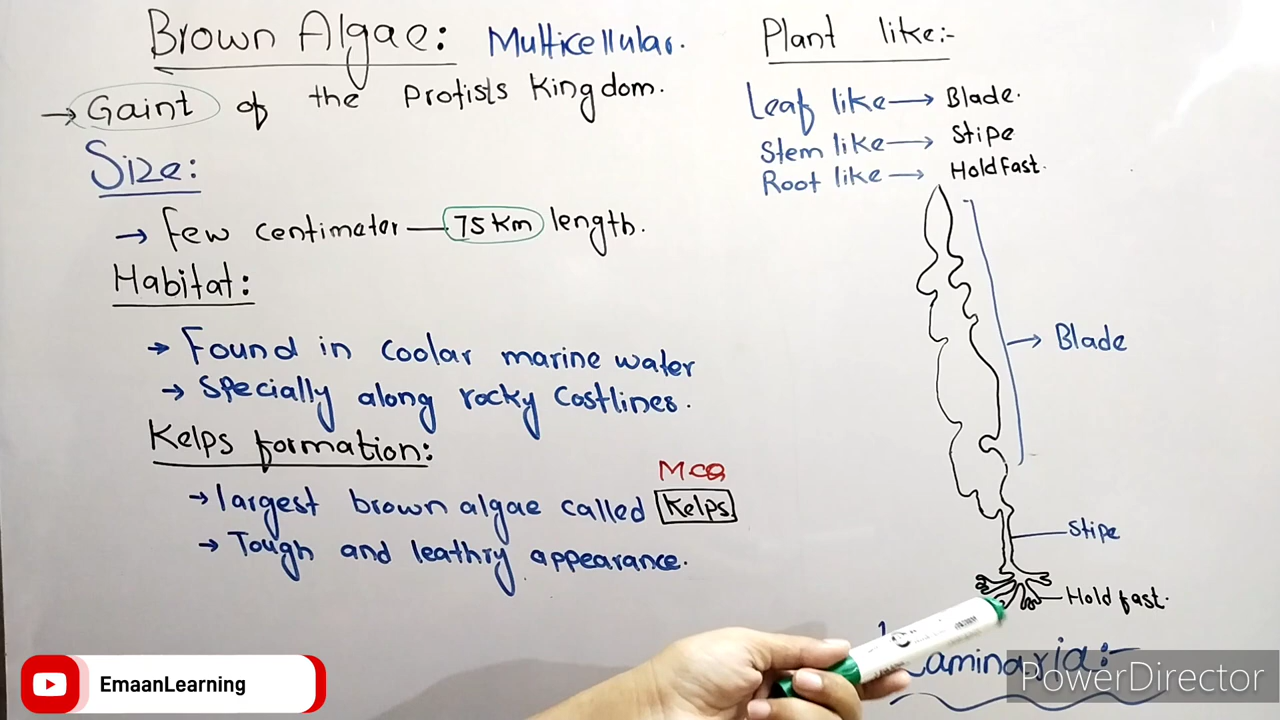 Brown Algae: Multicellular.
→ Gaint of the Protists Kingdom.
Size:
→ Few centimeter — 75 Km length.
Habitat:
→ Found in coolar marine water
→ Specially along rocky Costlines.
Kelps formation:
MCQ
→ largest brown algae called Kelps
→ Tough and leathry appearance.
Plant like:-
Leaf like → Blade.
Stem like → Stipe
Root like → Hold fast.
→ Blade
Stipe
Hold fast.
Laminaria:-
EmaanLearning
PowerDirector